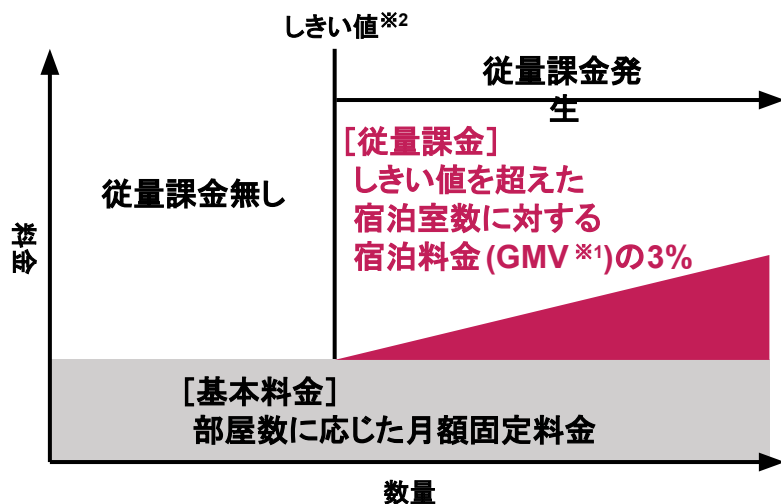 しきい値※2
従量課金発
生
[従量課金]
しきい値を超えた
宿泊室数に対する
宿泊料金(GMV※1)の3%
従量課金無し
料金
[基本料金]
部屋数に応じた月額固定料金
数量